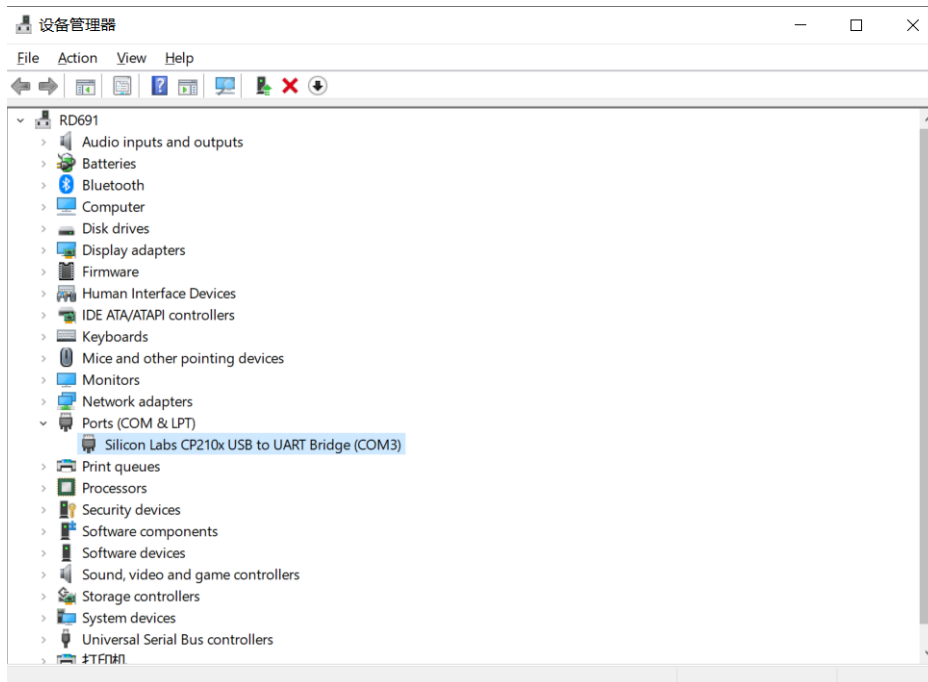 设备管理器
File Action View Help
RD691
Audio inputs and outputs
Batteries
Bluetooth
Computer
Disk drives
Display adapters
Firmware
Human Interface Devices
IDE ATA/ATAPI controllers
Keyboards
Mice and other pointing devices
Monitors
Network adapters
Ports (COM & LPT)
Silicon Labs CP210x USB to UART Bridge (COM3)
Print queues
Processors
Security devices
Software components
Software devices
Sound, video and game controllers
Storage controllers
System devices
Universal Serial Bus controllers
打印机